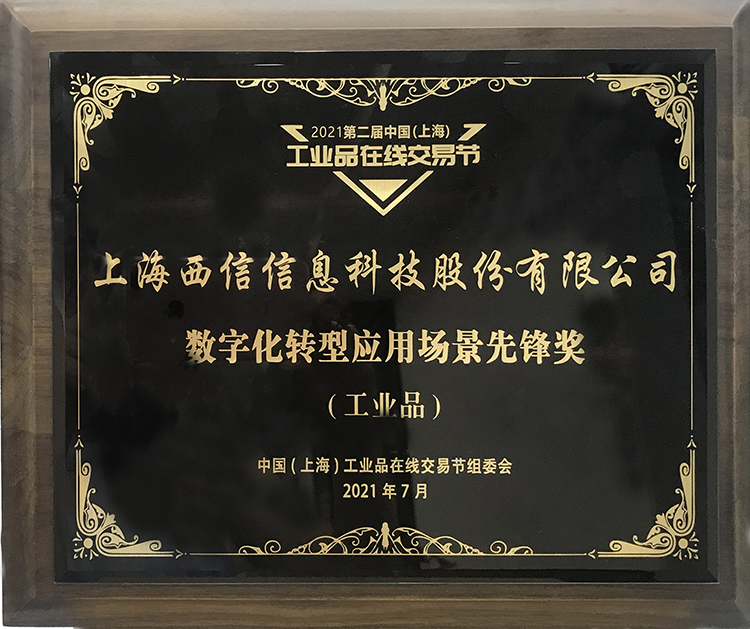 2021第二届中国(上海)
工业品在线交易节
上海西信信息科技股份有限公司
数字化转型应用场景先锋奖
(工业品)
中国(上海)工业品在线交易节组委会
2021年7月